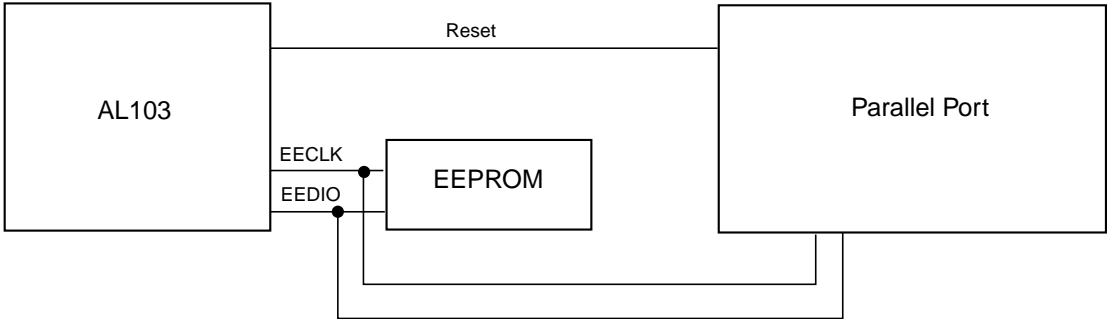 Reset
AL103
Parallel Port
EECLK
EEPROM
EEDIO